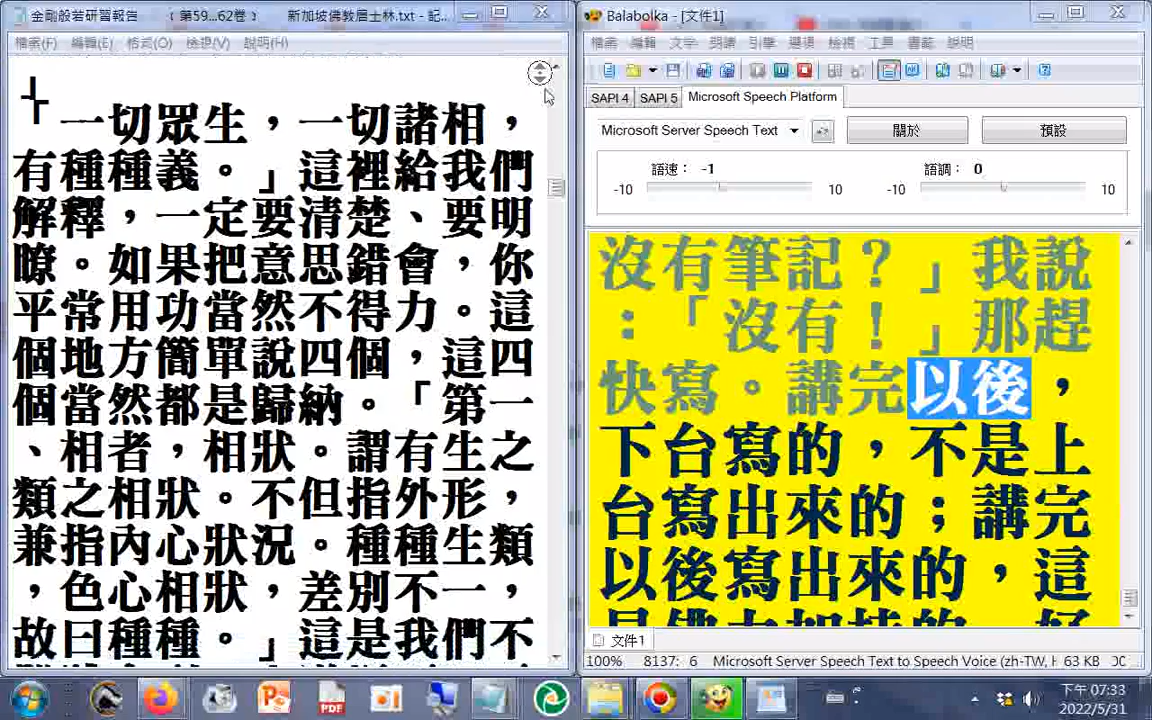 金剛般若研習報告 （第59...62卷） 新加坡佛教居士林.txt - 記...
檔案(F) 編輯(E) 格式(O) 檢視(V) 說明(H)
「一切眾生，一切諸相，
有種種義。」這裡給我們
解釋，一定要清楚、要明
瞭。如果把意思錯會，你
平常用功當然不得力。這
個地方簡單說四個，這四
個當然都是歸納。「第一
、相者，相狀。謂有生之
類之相狀。不但指外形，
兼指內心狀況。種種生類
，色心相狀，差別不一，
故曰種種。」這是我們不
Balabolka - [文件1]
檔案 編輯 文字 朗讀 引擎 選項 檢視 工具 書籤 說明
SAPI 4 SAPI 5 Microsoft Speech Platform
Microsoft Server Speech Text 關於 預設
語速： -1 語調： 0
-10 10 -10 10
沒有筆記？」我說
：「沒有！」那趕
快寫。講完以後，
下台寫的，不是上
台寫出來的；講完
以後寫出來的，這
是佛力加持的。好
文件1
100% 8137: 6 Microsoft Server Speech Text to Speech Voice (zh-TW, H 63 KB
下午 07:33
2022/5/31